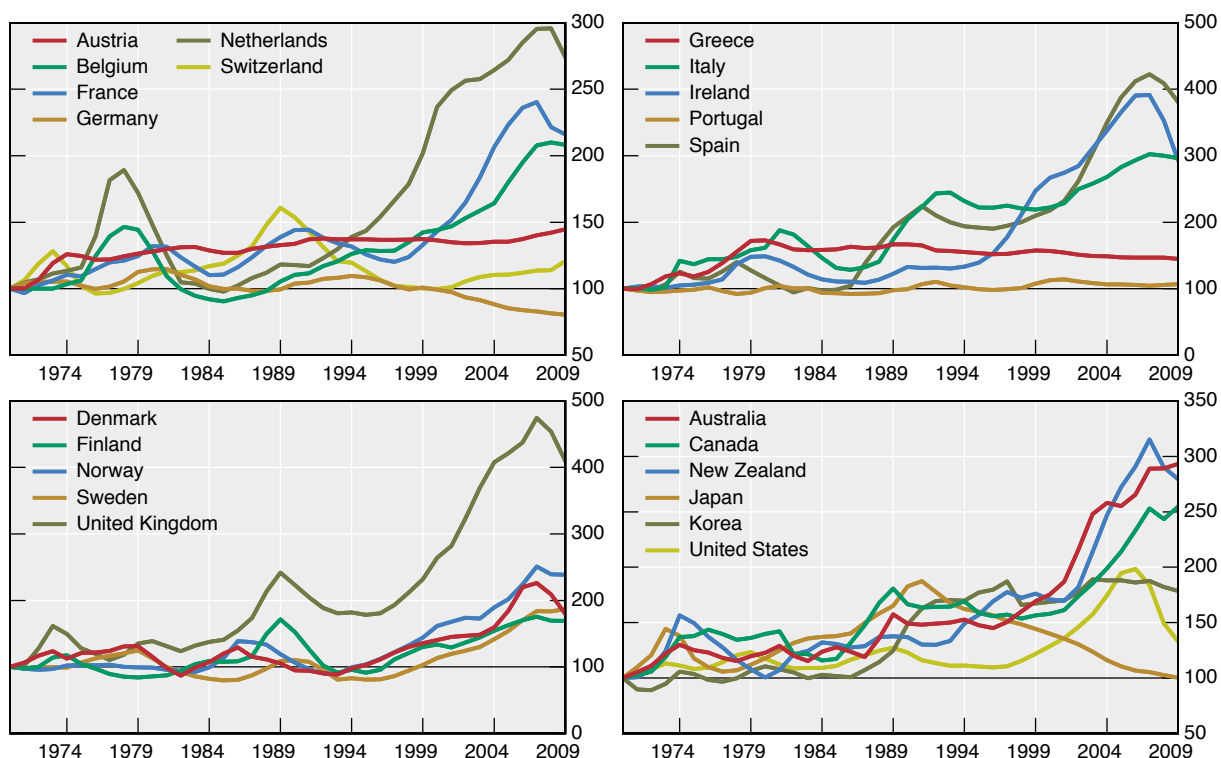 Austria
Belgium
France
Germany
Netherlands
Switzerland
300
250
200
150
100
50
1974 1979 1984 1989 1994 1999 2004 2009
Greece
Italy
Ireland
Portugal
Spain
500
400
300
200
100
0
1974 1979 1984 1989 1994 1999 2004 2009
Denmark
Finland
Norway
Sweden
United Kingdom
500
400
300
200
100
0
1974 1979 1984 1989 1994 1999 2004 2009
Australia
Canada
New Zealand
Japan
Korea
United States
350
300
250
200
150
100
50
1974 1979 1984 1989 1994 1999 2004 2009